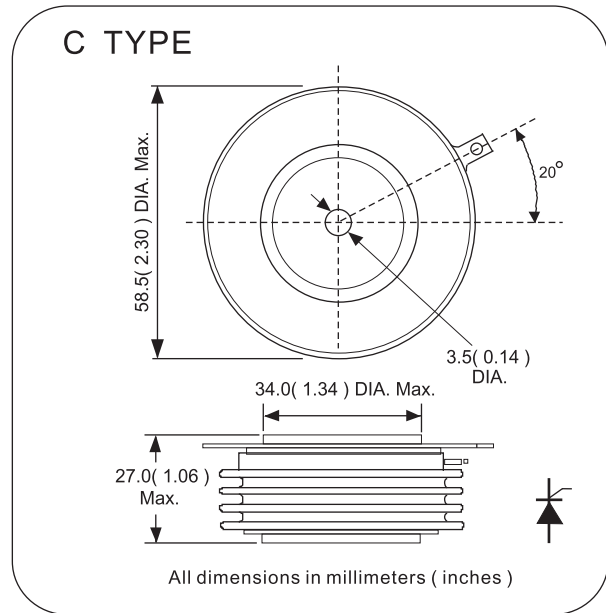 C TYPE
58.5( 2.30 ) DIA. Max.
20°
3.5( 0.14 )
DIA.
34.0( 1.34 ) DIA. Max.
27.0( 1.06 )
Max.
All dimensions in millimeters ( inches )